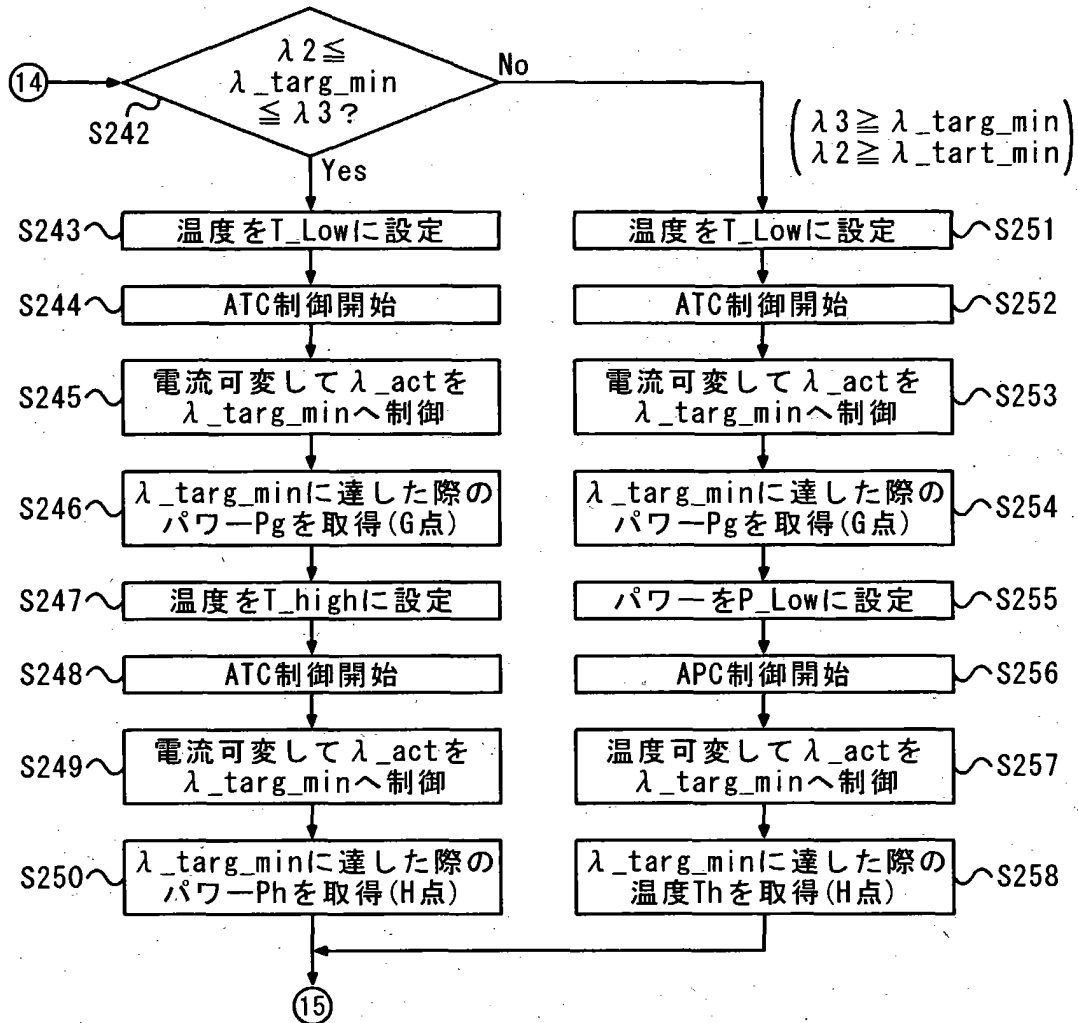 ⑭
λ2≦
λ_targ_min
≦λ3?
S242
No
Yes
(λ3≧λ_targ_min
λ2≧λ_tart_min)
S243
温度をT_Lowに設定
S244
ATC制御開始
S245
電流可変してλ_actを
λ_targ_minへ制御
S246
λ_targ_minに達した際の
パワーPgを取得(G点)
S247
温度をT_highに設定
S248
ATC制御開始
S249
電流可変してλ_actを
λ_targ_minへ制御
S250
λ_targ_minに達した際の
パワーPhを取得(H点)
温度をT_Lowに設定
S251
ATC制御開始
S252
電流可変してλ_actを
λ_targ_minへ制御
S253
λ_targ_minに達した際の
パワーPgを取得(G点)
S254
パワーをP_Lowに設定
S255
APC制御開始
S256
温度可変してλ_actを
λ_targ_minへ制御
S257
λ_targ_minに達した際の
温度Thを取得(H点)
S258
⑮